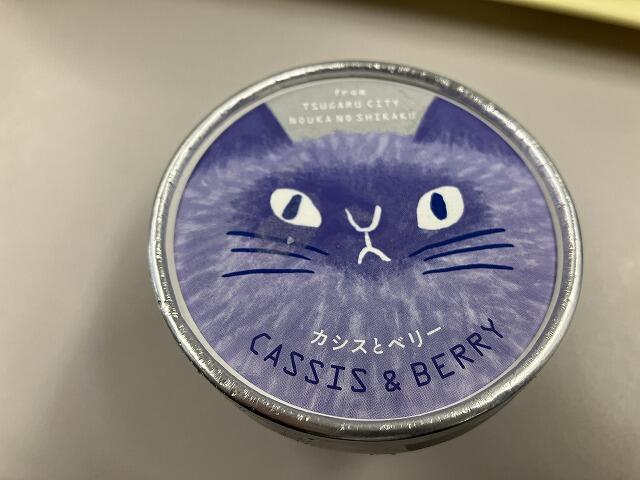 from
TSUGARU CITY
NOUKA NO SHIKAKU
カシスとベリー
CASSIS & BERRY